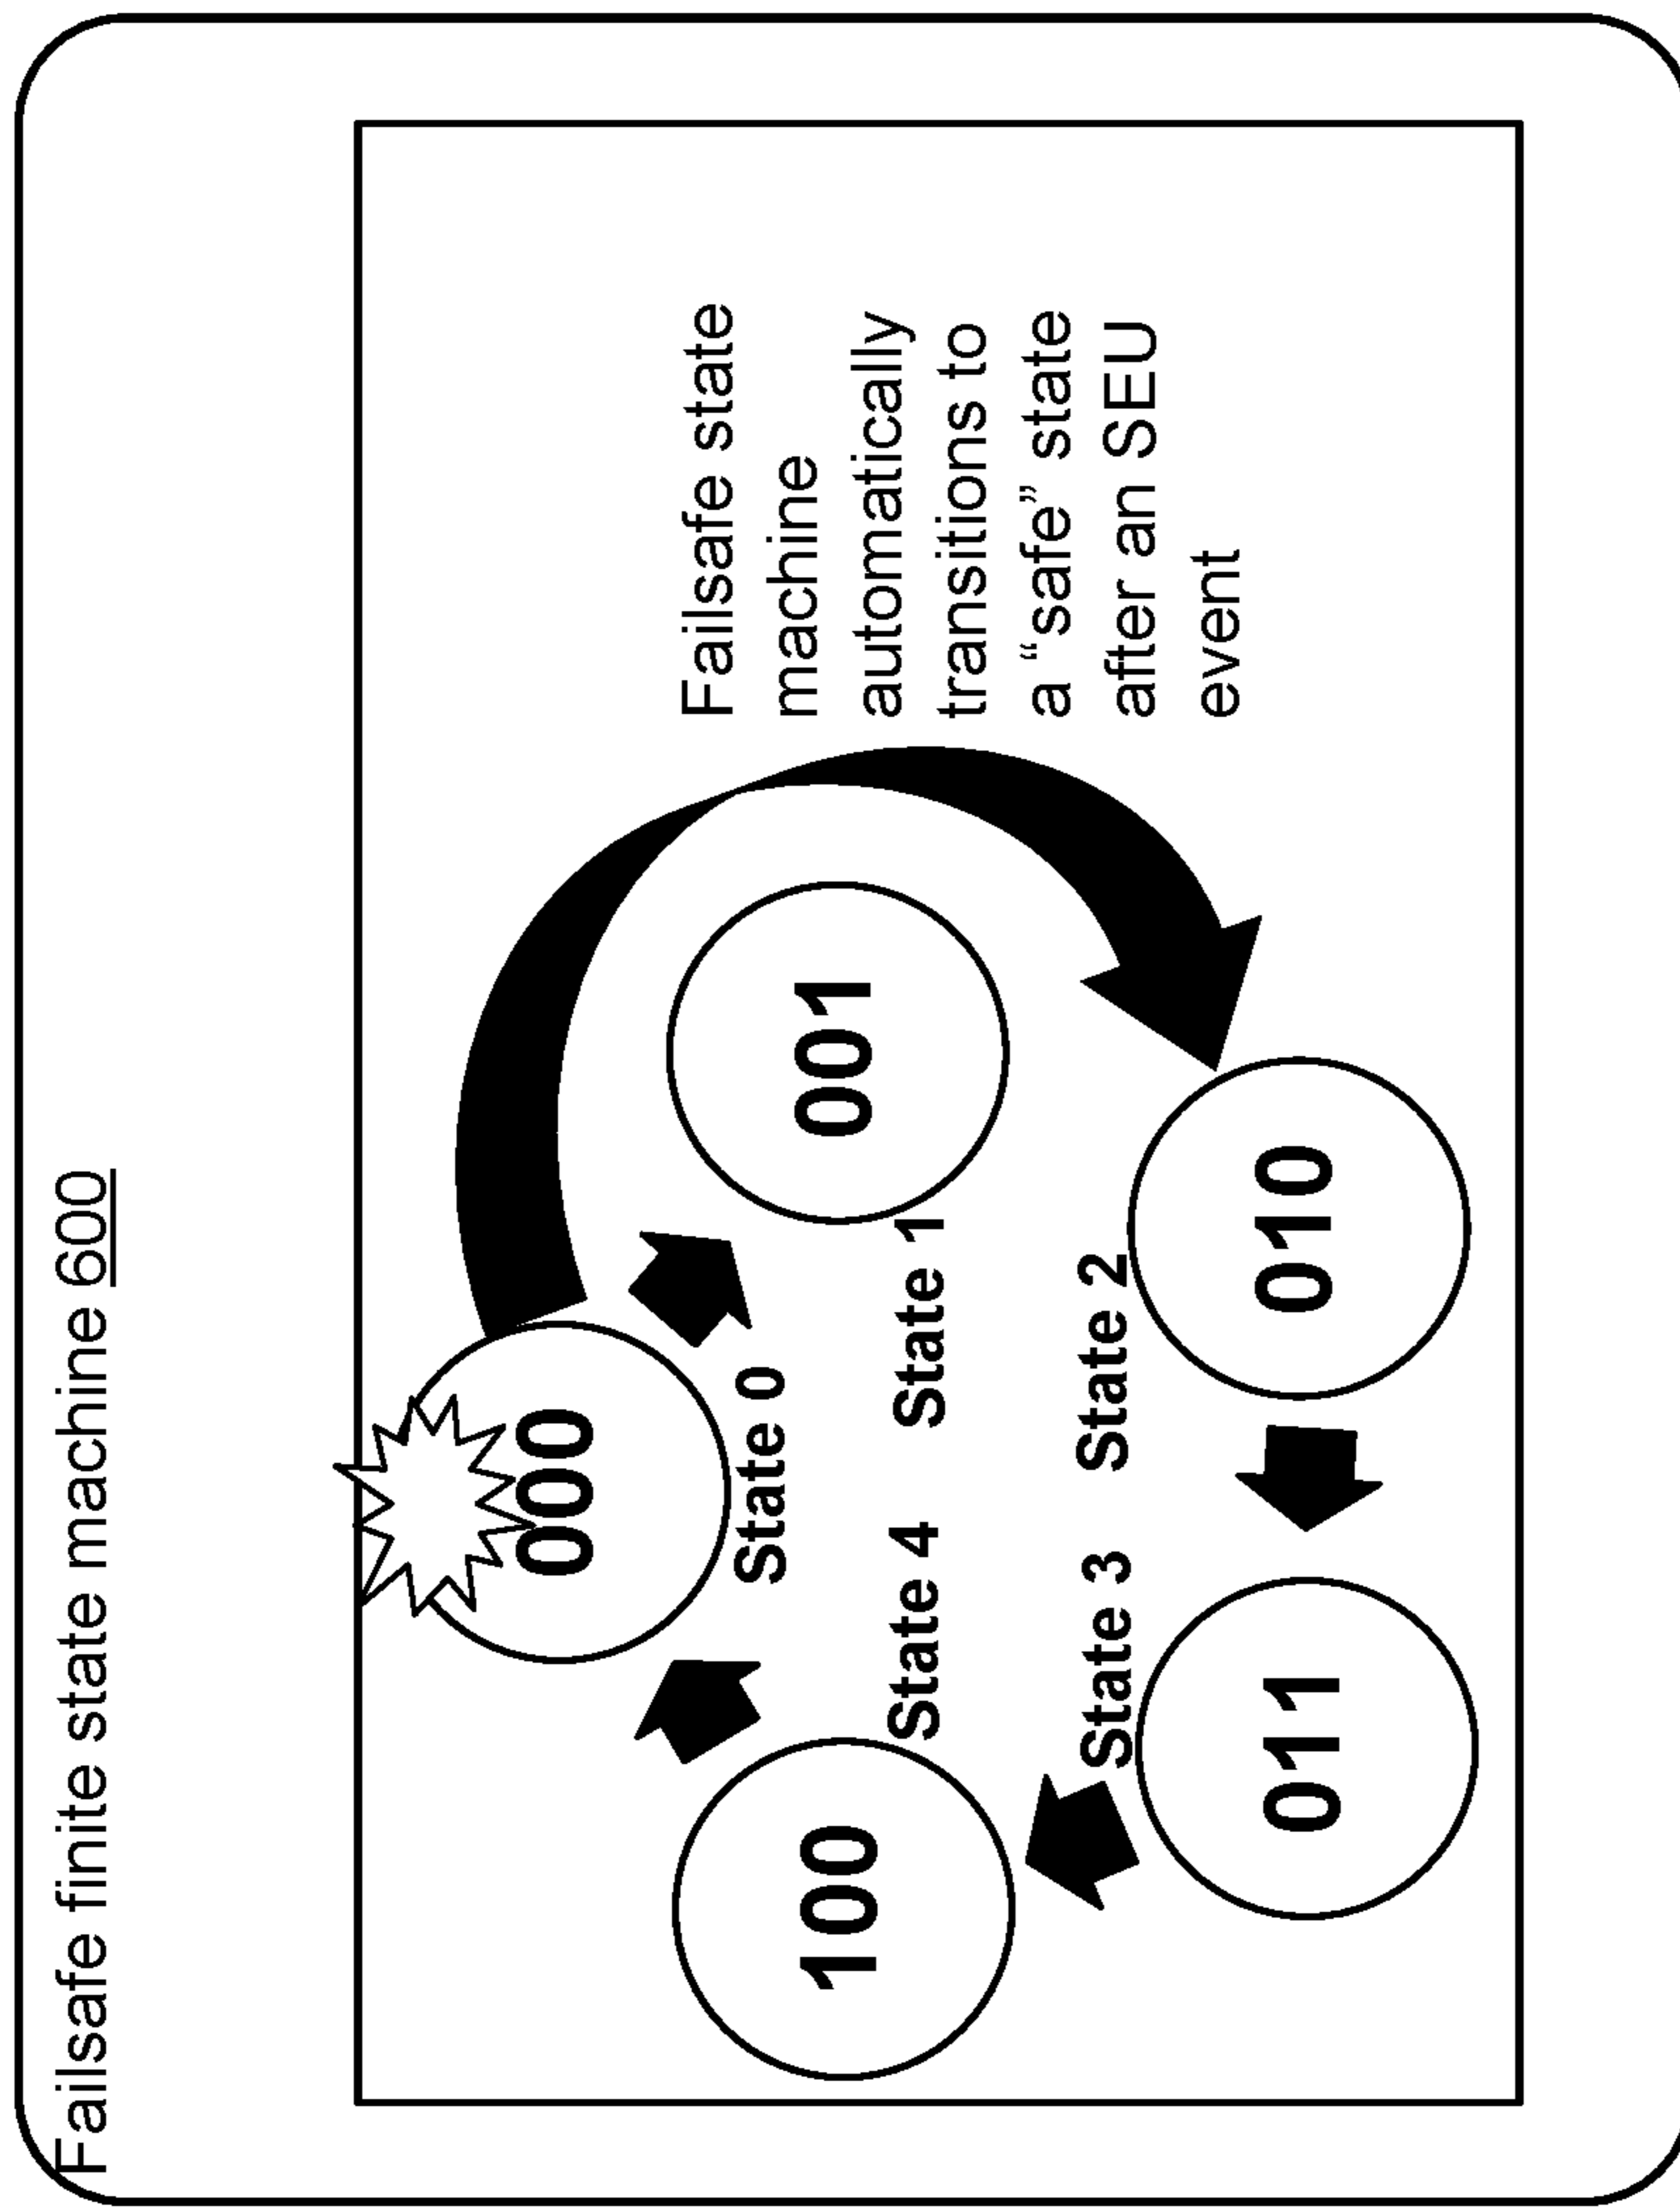 Failsafe finite state machine 600
000
State 0
001
State 1
010
State 2
011
State 3
100
State 4
Failsafe state
machine
automatically
transitions to
a “safe” state
after an SEU
event